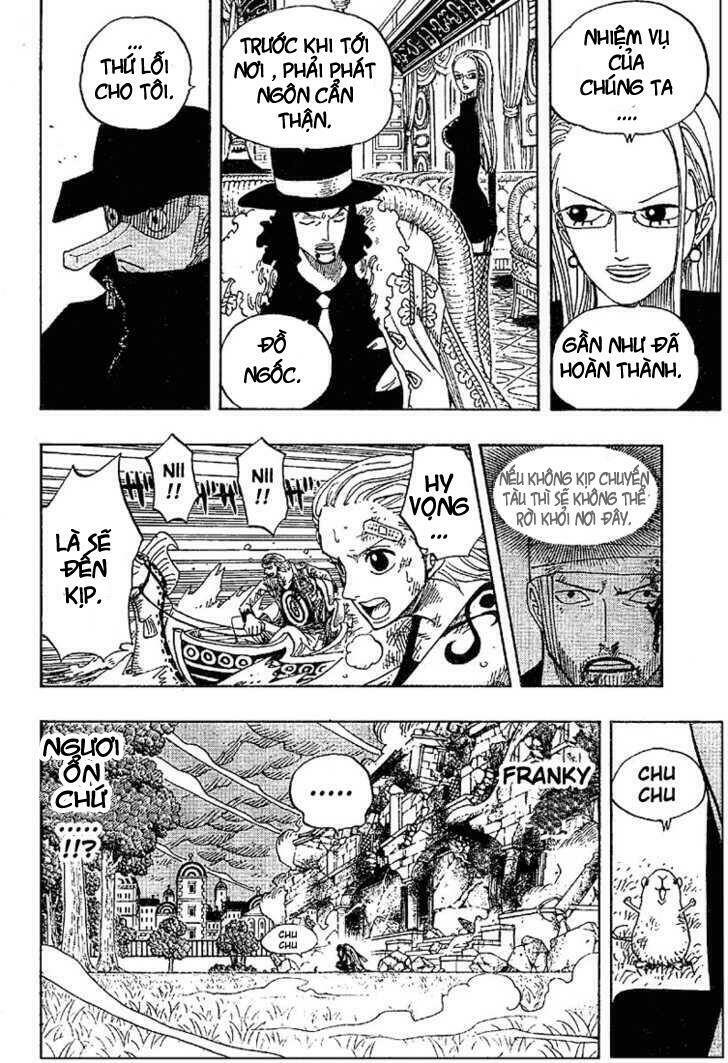 NHIỆM VỤ
CỦA
CHÚNG TA
....
GẦN NHƯ ĐÃ
HOÀN THÀNH.
TRƯỚC KHI TỚI
NƠI , PHẢI PHÁT
NGÔN CẨN
THẬN.
ĐỒ
NGỐC.
...
THỨ LỖI
CHO TÔI.
NẾU KHÔNG KỊP CHUYẾN
TÀU THÌ SẼ KHÔNG THỂ
RỜI KHỎI NƠI ĐÂY.
HY
VỌNG
...
NII
!!
NII
!!
LÀ SẼ
ĐẾN
KỊP.
CHU
CHU
FRANKY
.....
CHU
CHU
NGƯƠI
ỔN
CHỨ
.....
!!?